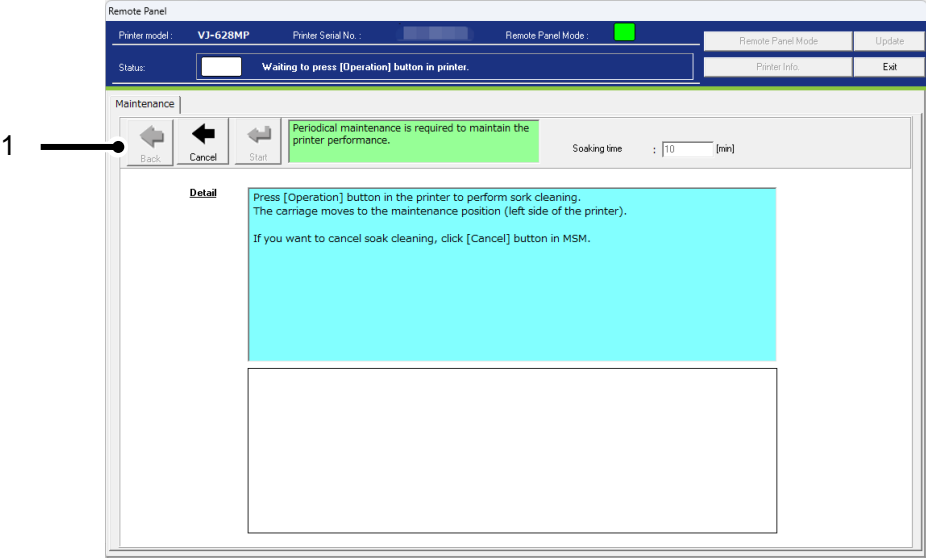 Remote Panel
Printer model : VJ-628MP Printer Serial No. : Remote Panel Mode :
Remote Panel Mode Update
Status: Waiting to press [Operation] button in printer.
Printer Info. Exit
Maintenance
1
Back Cancel Start
Periodical maintenance is required to maintain the
printer performance.
Soaking time : 10 [min]
Detail
Press [Operation] button in the printer to perform sork cleaning.
The carriage moves to the maintenance position (left side of the printer).
If you want to cancel soak cleaning, click [Cancel] button in MSM.